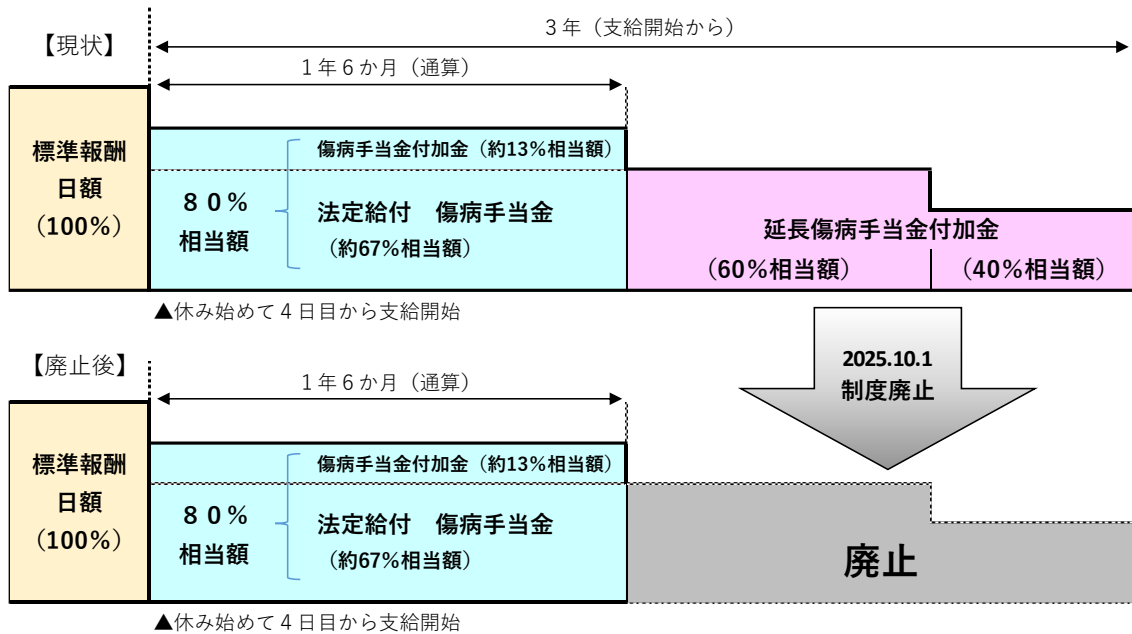 3年（支給開始から）
【現状】
1年6か月（通算）
標準報酬
日額
（100%）
傷病手当金付加金（約13%相当額）
８０%
相当額
法定給付　傷病手当金
（約67%相当額）
延長傷病手当金付加金
（60%相当額）
（40%相当額）
▲休み始めて4日目から支給開始
2025.10.1
制度廃止
【廃止後】
1年6か月（通算）
標準報酬
日額
（100%）
傷病手当金付加金（約13%相当額）
８０%
相当額
法定給付　傷病手当金
（約67%相当額）
廃止
▲休み始めて4日目から支給開始